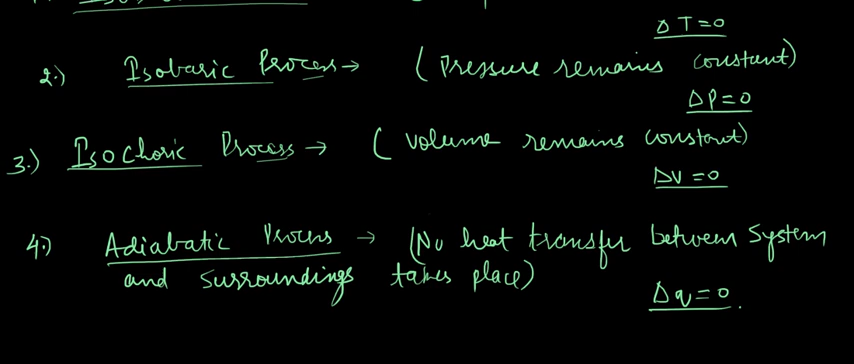 ΔT=0
2.) Isobaric Process → (Pressure remains constant)
ΔP=0
3.) Isochoric Process → (volume remains constant)
ΔV=0
4.) Adiabatic Process → (No heat transfer between system
and surroundings takes place)
Δq=0.